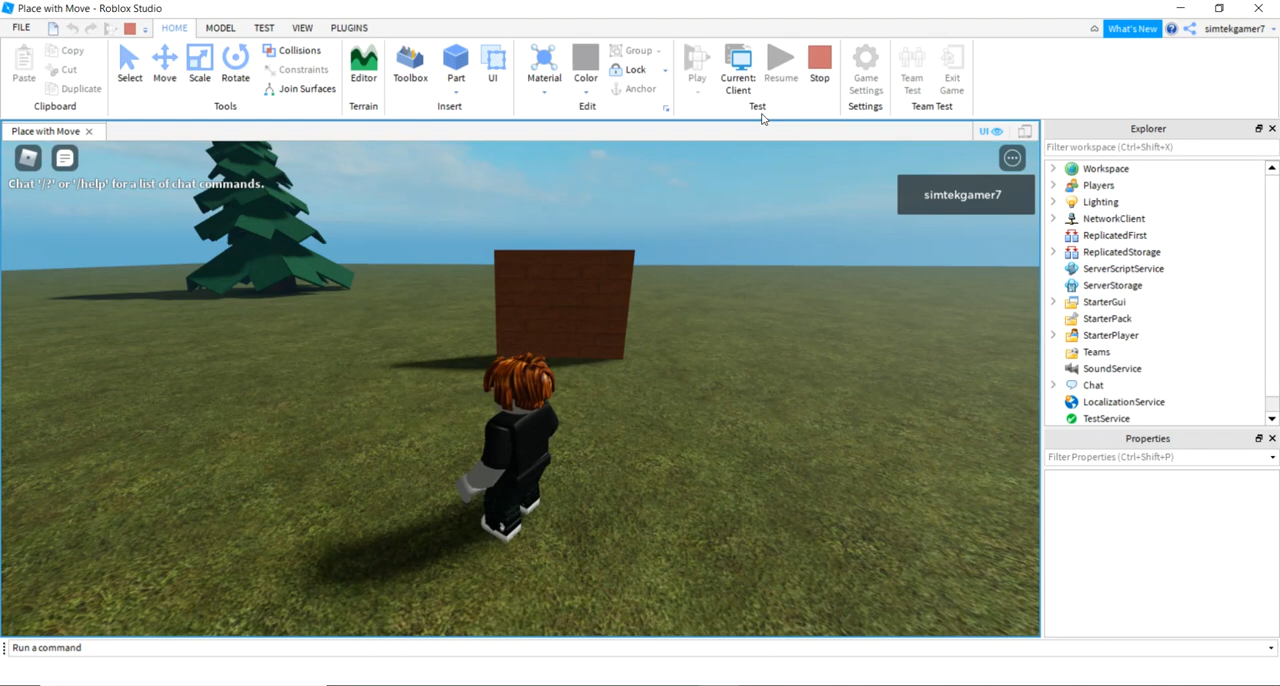 Place with Move - Roblox Studio
FILE HOME MODEL TEST VIEW PLUGINS What's New simtekgamer7
Paste Copy Cut Duplicate
Select Move Scale Rotate Collisions Constraints Join Surfaces
Editor Toolbox Part UI
Material Color Group Lock Anchor
Play Current: Client Resume Stop
Game Settings Team Test Exit Game
Clipboard Tools Terrain Insert Edit Test Settings Team Test
Place with Move UI
Chat '/?' or '/help' for a list of chat commands.
simtekgamer7
Explorer
Filter workspace (Ctrl+Shift+X)
Workspace
Players
Lighting
NetworkClient
ReplicatedFirst
ReplicatedStorage
ServerScriptService
ServerStorage
StarterGui
StarterPack
StarterPlayer
Teams
SoundService
Chat
LocalizationService
TestService
Properties
Filter Properties (Ctrl+Shift+P)
Run a command